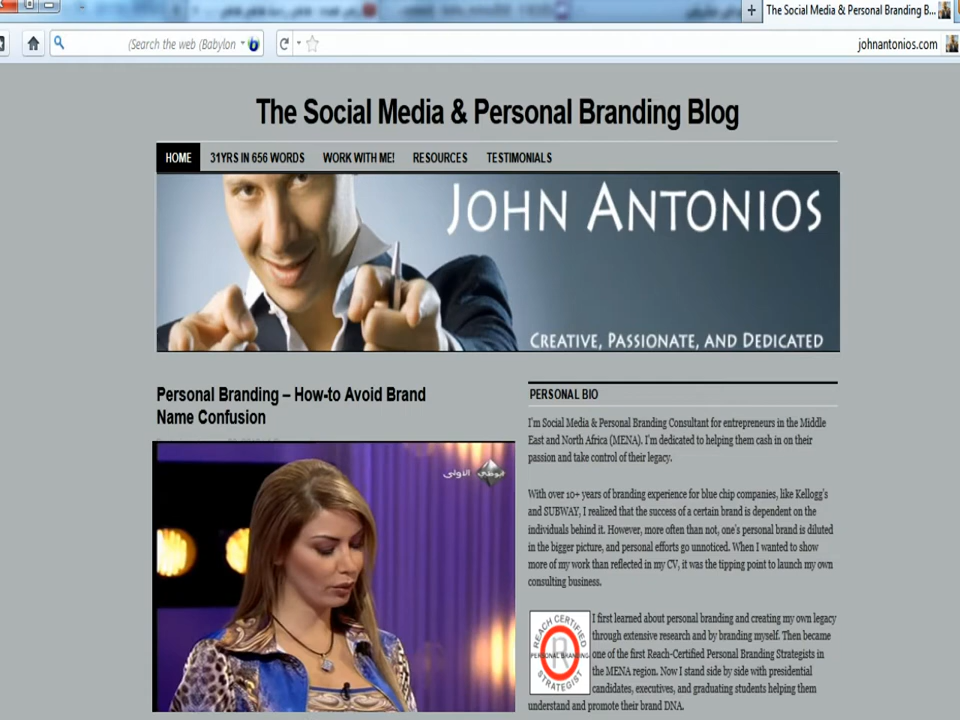 The Social Media & Personal Branding B...
(Search the web (Babylon
johnantonios.com
The Social Media & Personal Branding Blog
HOME 31YRS IN 656 WORDS WORK WITH ME! RESOURCES TESTIMONIALS
JOHN ANTONIOS
CREATIVE, PASSIONATE, AND DEDICATED
Personal Branding – How-to Avoid Brand
Name Confusion
أبوظبي الأولى
PERSONAL BIO
I'm Social Media & Personal Branding Consultant for entrepreneurs in the Middle
East and North Africa (MENA). I'm dedicated to helping them cash in on their
passion and take control of their legacy.
With over 10+ years of branding experience for blue chip companies, like Kellogg's
and SUBWAY, I realized that the success of a certain brand is dependent on the
individuals behind it. However, more often than not, one's personal brand is diluted
in the bigger picture, and personal efforts go unnoticed. When I wanted to show
more of my work than reflected in my CV, it was the tipping point to launch my own
consulting business.
REACH CERTIFIED
PERSONAL BRANDING
STRATEGIST
I first learned about personal branding and creating my own legacy
through extensive research and by branding myself. Then became
one of the first Reach-Certified Personal Branding Strategists in
the MENA region. Now I stand side by side with presidential
candidates, executives, and graduating students helping them
understand and promote their brand DNA.